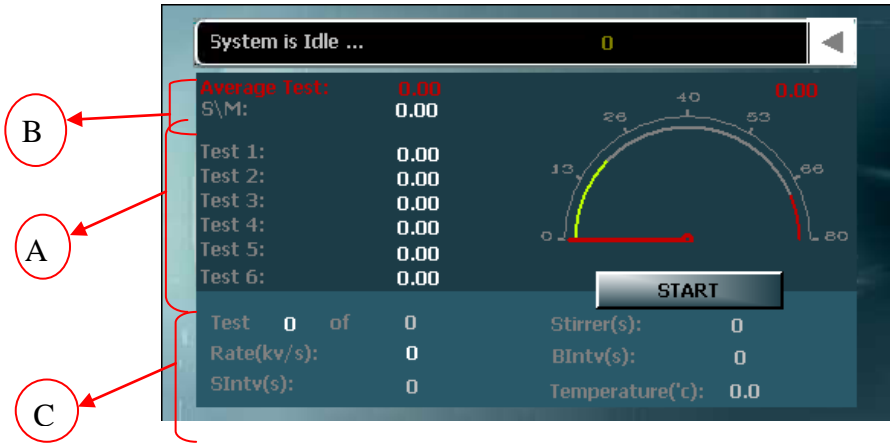 System is Idle ... 0
Average Test: 0.00 0.00
S\M: 0.00
B
Test 1: 0.00
Test 2: 0.00
Test 3: 0.00
Test 4: 0.00
Test 5: 0.00
Test 6: 0.00
A
0 13 26 40 53 66 80
START
Test 0 of 0 Stirrer(s): 0
Rate(kv/s): 0 BIntv(s): 0
SIntv(s): 0 Temperature('c): 0.0
C